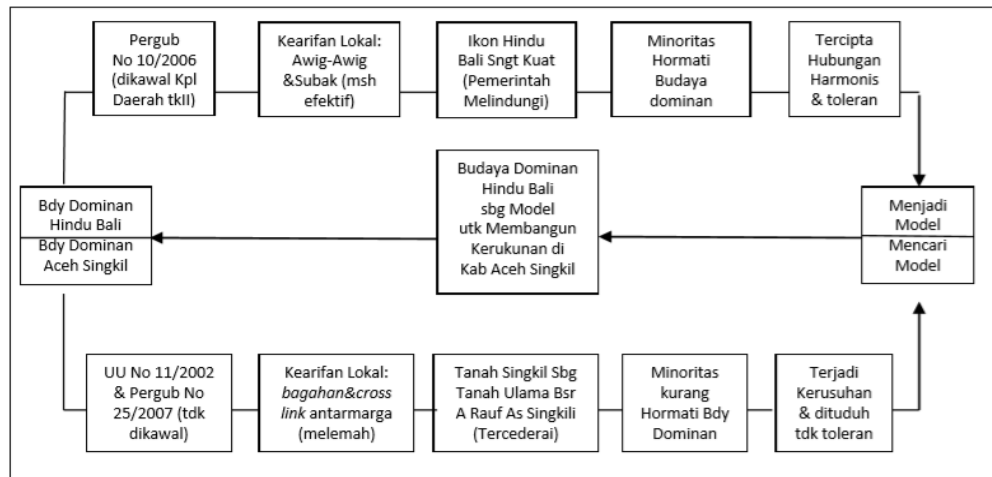 Pergub
No 10/2006
(dikawal Kpl
Daerah tkII)
Kearifan Lokal:
Awig-Awig
&Subak (msh
efektif)
Ikon Hindu
Bali Sngt Kuat
(Pemerintah
Melindungi)
Minoritas
Hormati
Budaya
dominan
Tercipta
Hubungan
Harmonis
& toleran
Bdy Dominan
Hindu Bali
Bdy Dominan
Aceh Singkil
Budaya Dominan
Hindu Bali
sbg Model
utk Membangun
Kerukunan di
Kab Aceh Singkil
Menjadi
Model
Mencari
Model
UU No 11/2002
& Pergub No
25/2007 (tdk
dikawal)
Kearifan Lokal:
bagahan&cross
link antarmarga
(melemah)
Tanah Singkil Sbg
Tanah Ulama Bsr
A Rauf As Singkili
(Tercederai)
Minoritas
kurang
Hormati Bdy
Dominan
Terjadi
Kerusuhan
& dituduh
tdk toleran